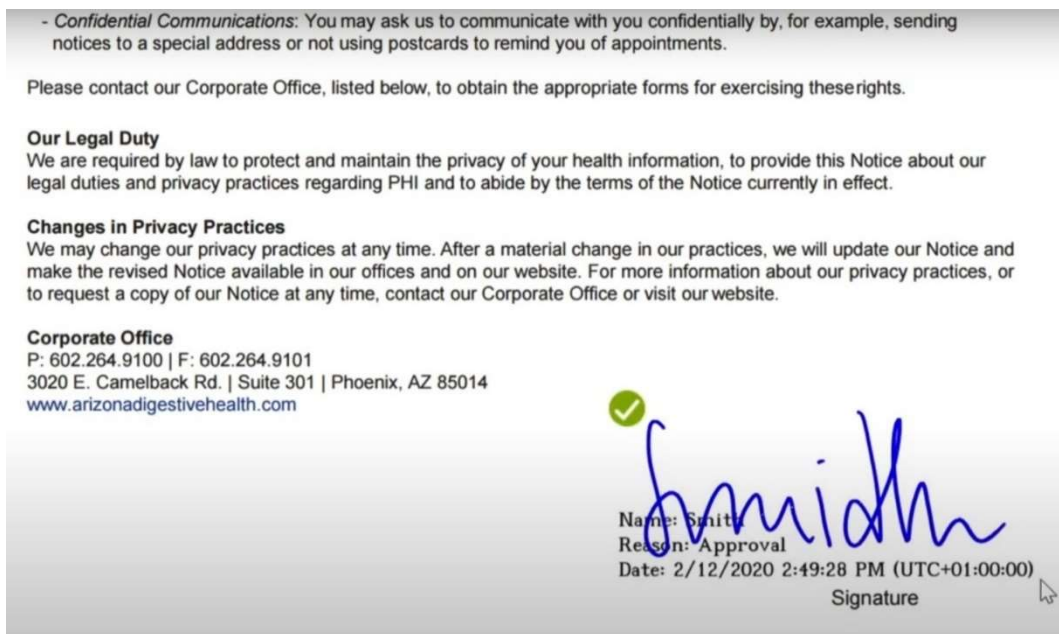 - Confidential Communications: You may ask us to communicate with you confidentially by, for example, sending
notices to a special address or not using postcards to remind you of appointments.
Please contact our Corporate Office, listed below, to obtain the appropriate forms for exercising theserights.
Our Legal Duty
We are required by law to protect and maintain the privacy of your health information, to provide this Notice about our
legal duties and privacy practices regarding PHI and to abide by the terms of the Notice currently in effect.
Changes in Privacy Practices
We may change our privacy practices at any time. After a material change in our practices, we will update our Notice and
make the revised Notice available in our offices and on our website. For more information about our privacy practices, or
to request a copy of our Notice at any time, contact our Corporate Office or visit our website.
Corporate Office
P: 602.264.9100 | F: 602.264.9101
3020 E. Camelback Rd. | Suite 301 | Phoenix, AZ 85014
www.arizonadigestivehealth.com
Smidth
Name: Smith
Reason: Approval
Date: 2/12/2020 2:49:28 PM (UTC+01:00:00)
Signature